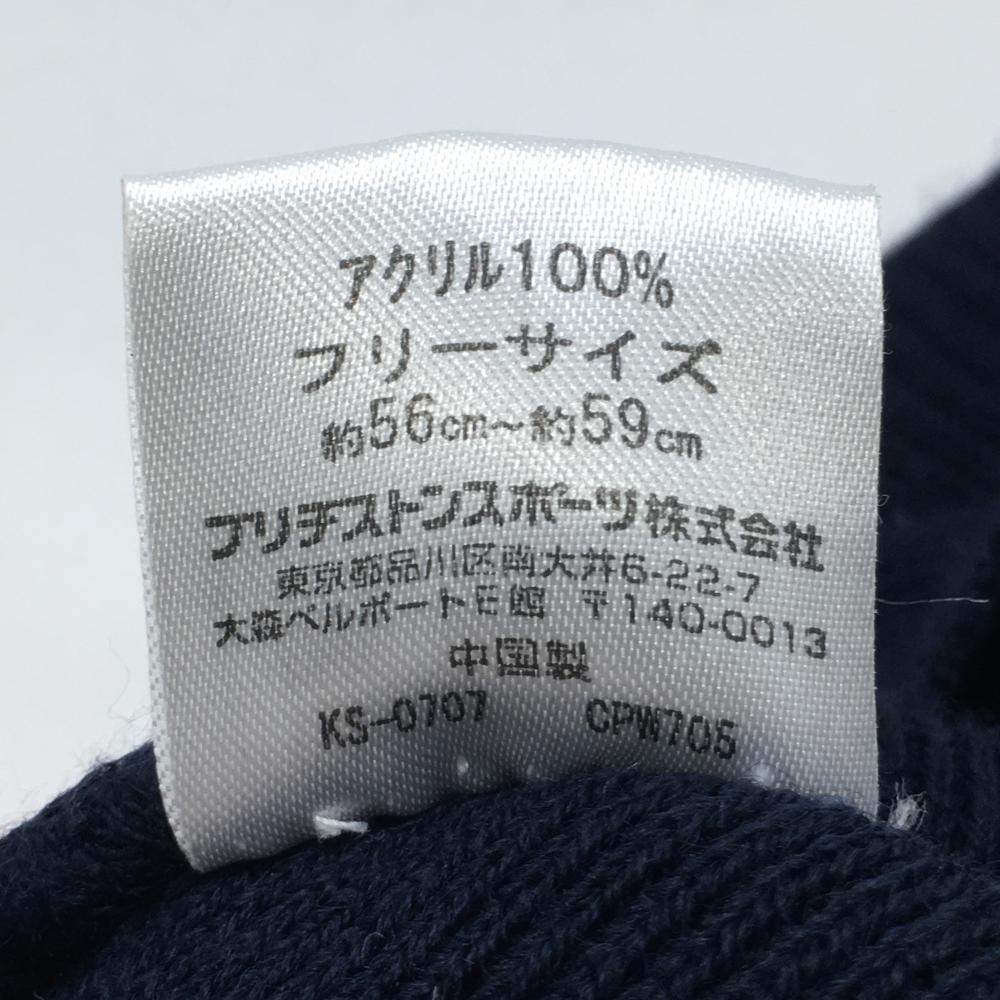 アクリル100%
フリーサイズ
約56cm~約59cm
ブリヂストンスポーツ株式会社
東京都品川区南大井6-22-7
大森ベルポートE館 〒140-0013
中国製
KS-0707 CPW705